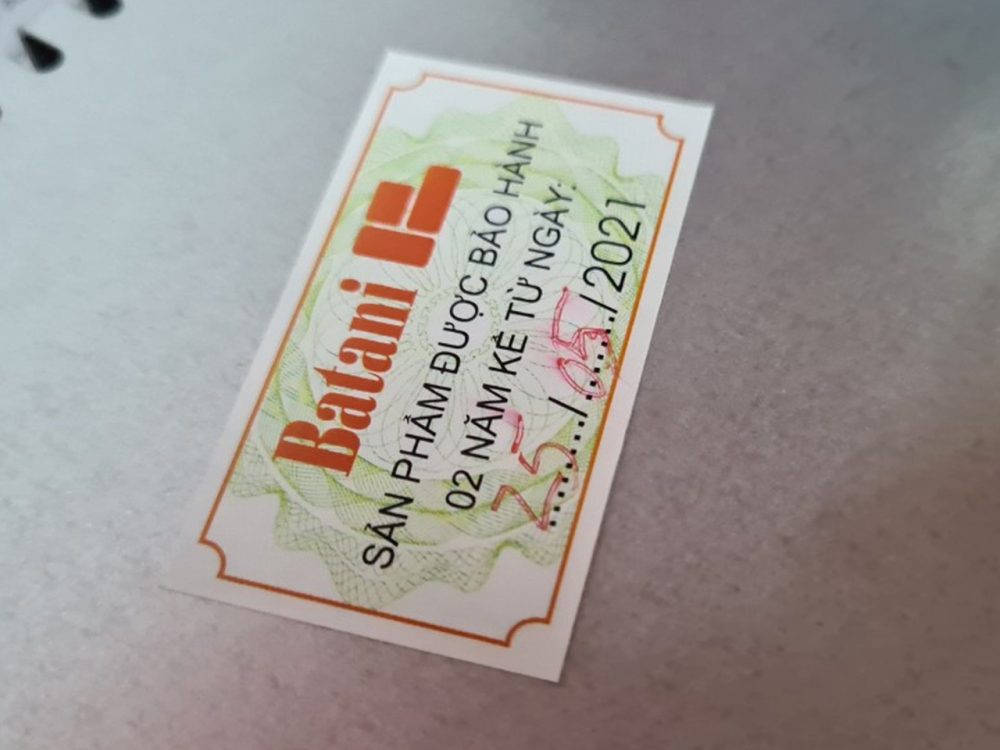 Batani
SẢN PHẨM ĐƯỢC BẢO HÀNH
02 NĂM KỂ TỪ NGÀY:
25/05/2021